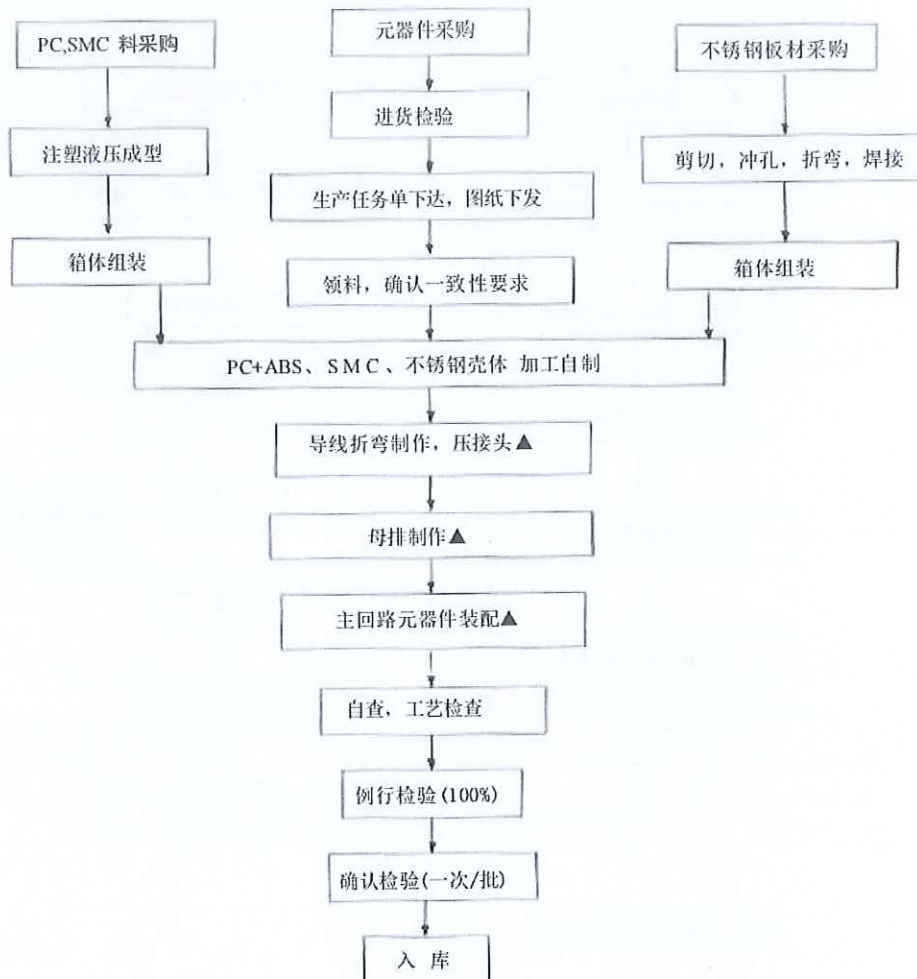 PC,SMC 料采购
元器件采购
不锈钢板材采购
进货检验
注塑液压成型
剪切，冲孔，折弯，焊接
生产任务单下达，图纸下发
箱体组装
领料，确认一致性要求
箱体组装
PC+ABS、SMC、不锈钢壳体 加工自制
导线折弯制作，压接头▲
母排制作▲
主回路元器件装配▲
自查，工艺检查
例行检验(100%)
确认检验(一次/批)
入 库